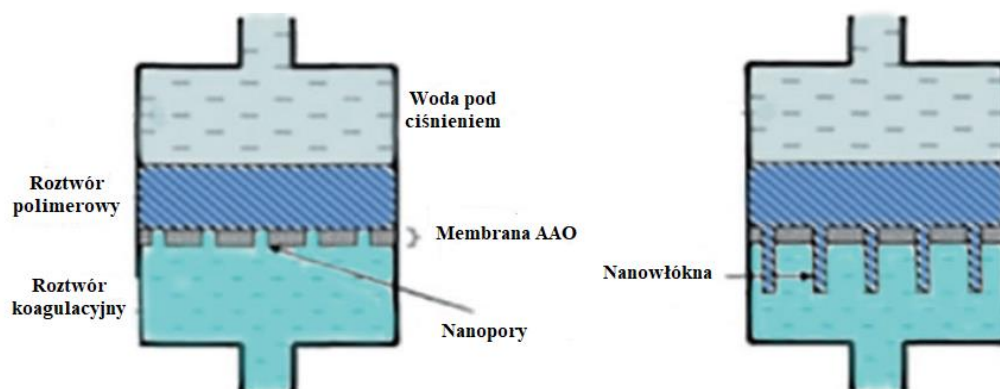 Woda pod
ciśnieniem
Roztwór
polimerowy
Membrana AAO
Roztwór
koagulacyjny
Nanopory
Nanowłókna